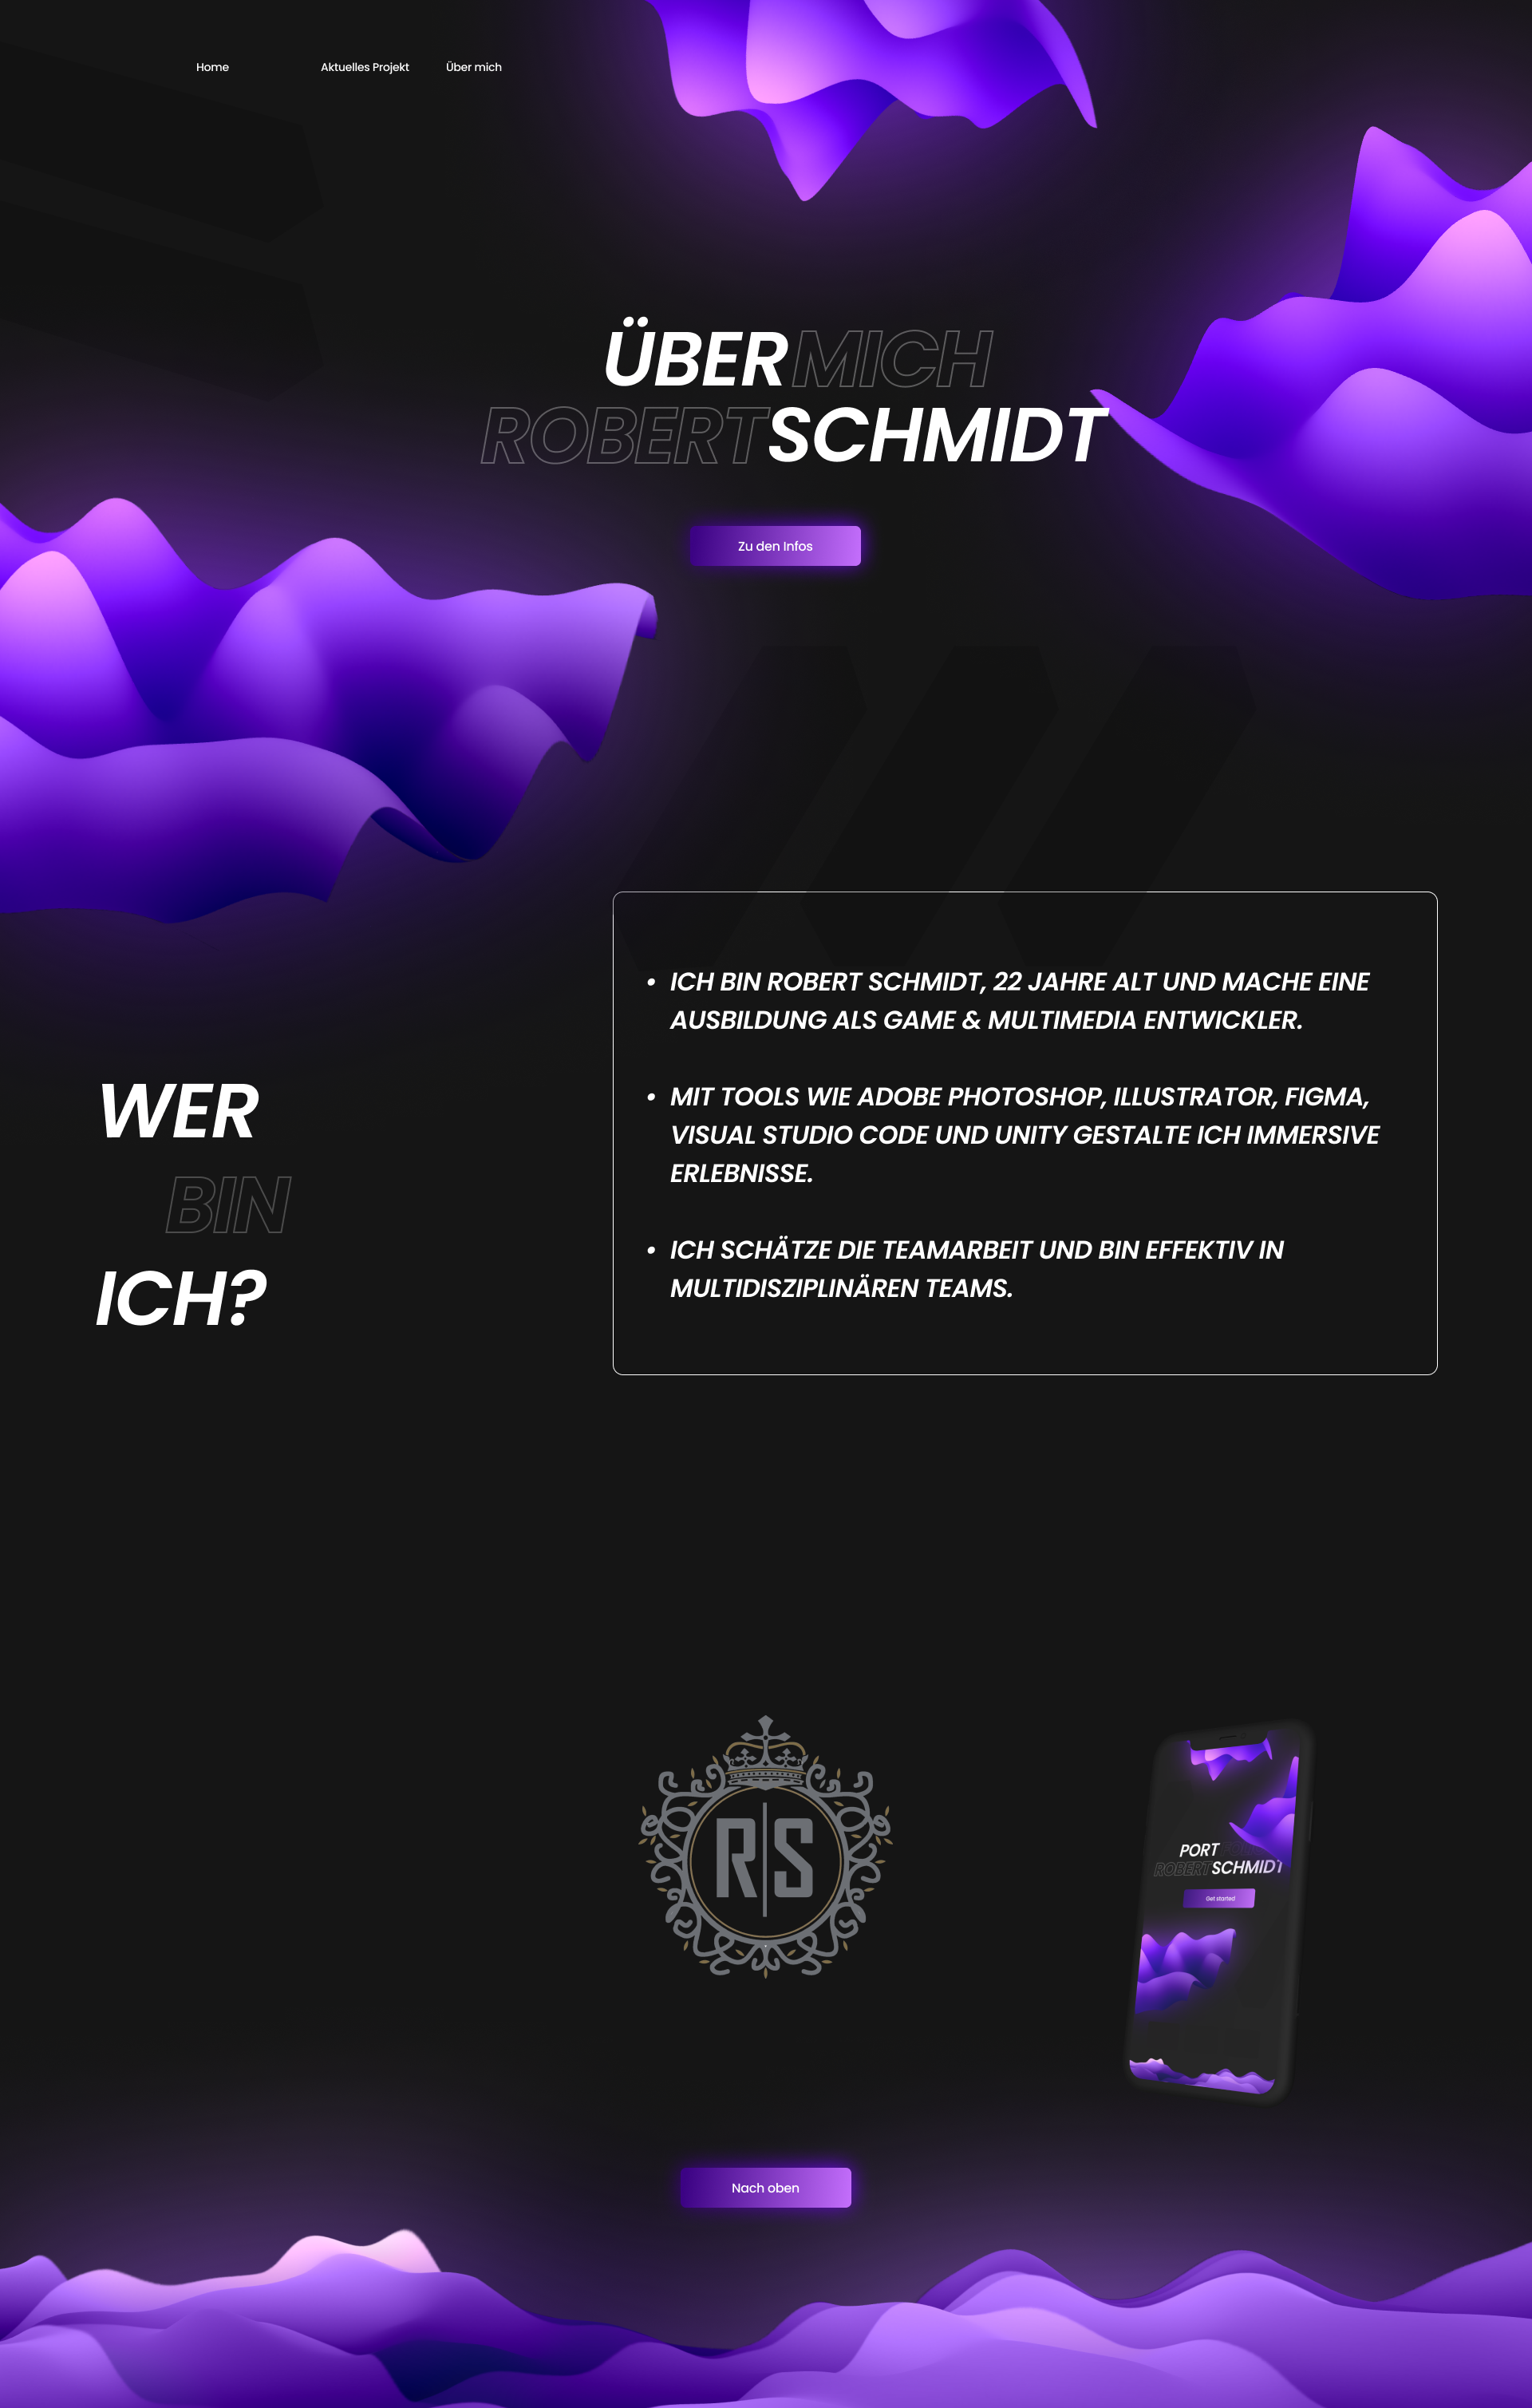 Home Aktuelles Projekt Über mich
ÜBER MICH
ROBERT SCHMIDT
Zu den Infos
• ICH BIN ROBERT SCHMIDT, 22 JAHRE ALT UND MACHE EINE
AUSBILDUNG ALS GAME & MULTIMEDIA ENTWICKLER.
• MIT TOOLS WIE ADOBE PHOTOSHOP, ILLUSTRATOR, FIGMA,
VISUAL STUDIO CODE UND UNITY GESTALTE ICH IMMERSIVE
ERLEBNISSE.
• ICH SCHÄTZE DIE TEAMARBEIT UND BIN EFFEKTIV IN
MULTIDISZIPLINÄREN TEAMS.
WER
BIN
ICH?
R|S
PORT
ROBERT SCHMIDT
Get started
Nach oben